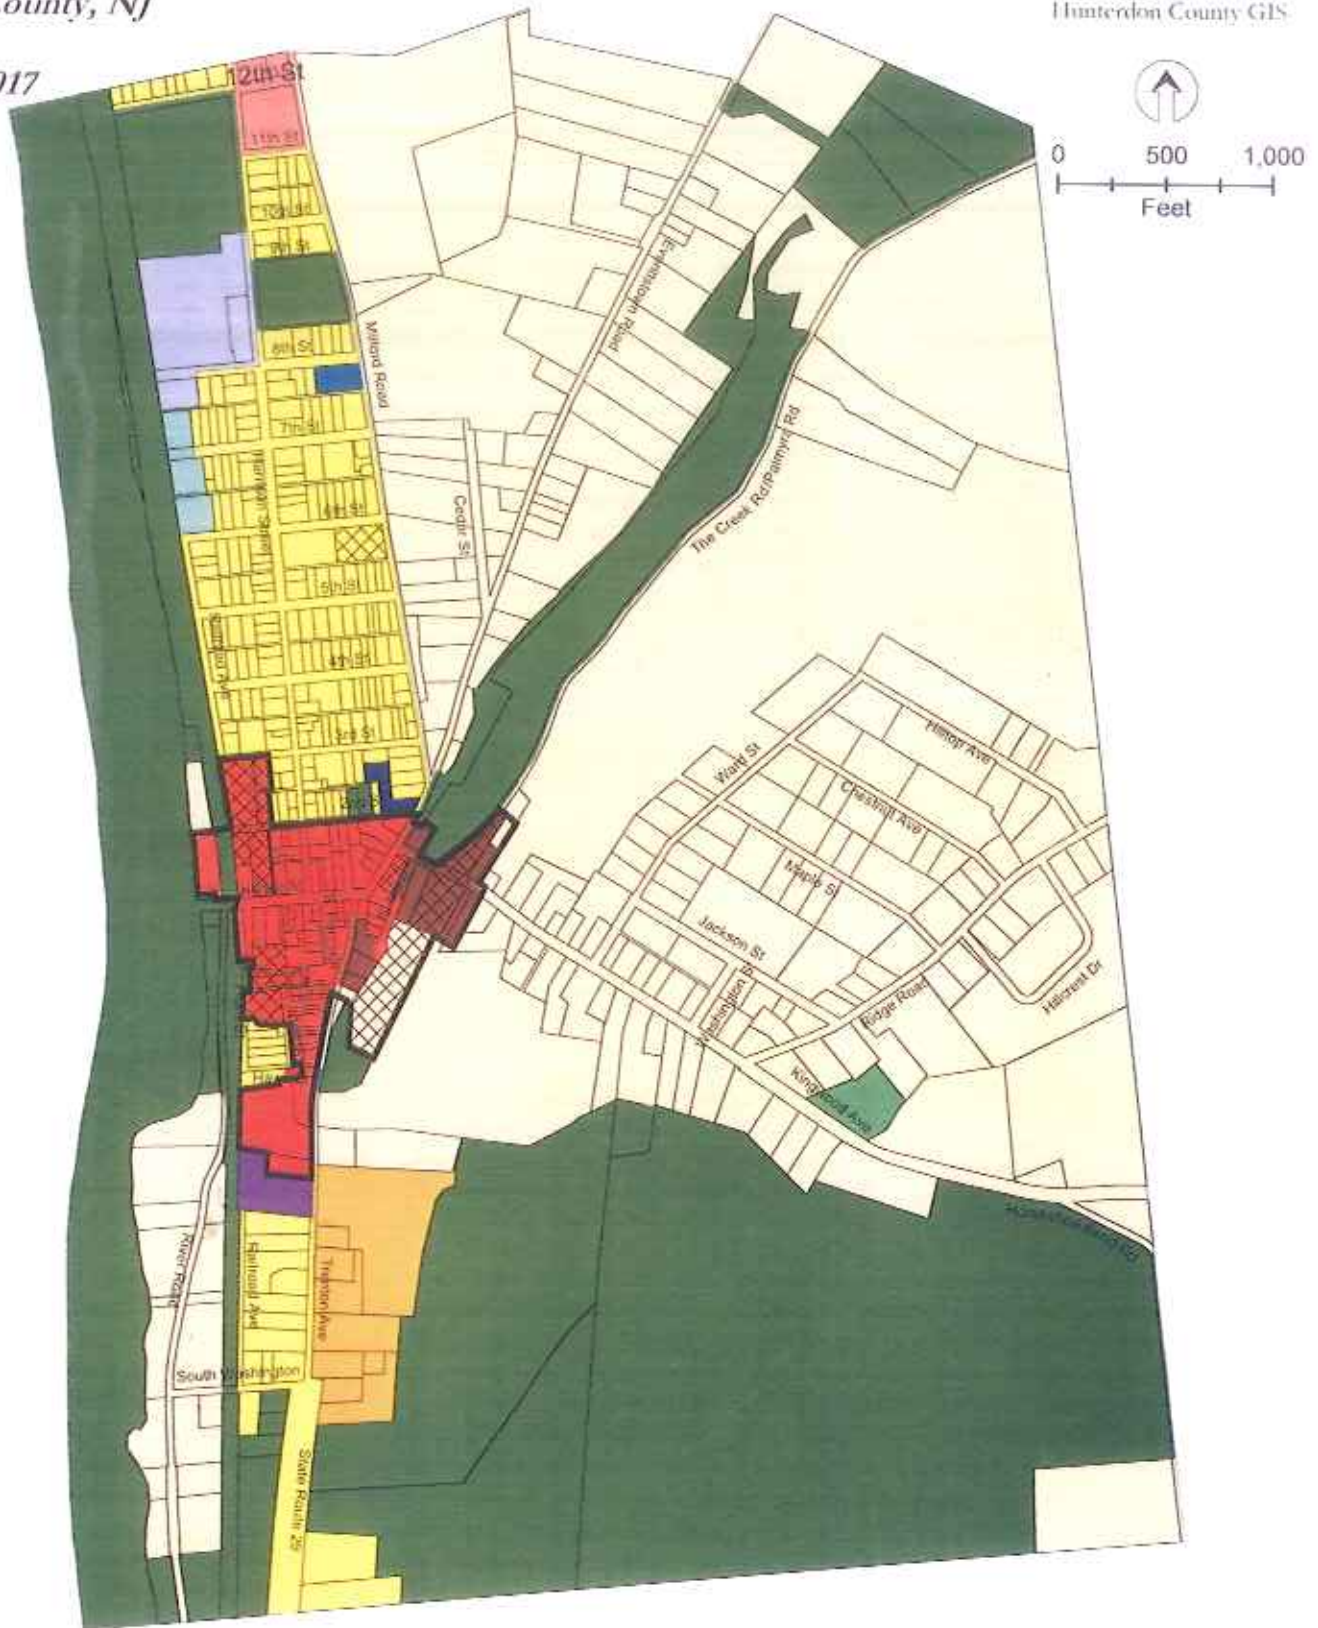 County, NJ
017
Hunterdon County GIS
0 500 1,000
Feet
12th St
11th St
10th St
9th St
8th St
Milford Road
7th St
Harrison Street
6th St
Cedar St
Everittstown Road
The Creek Rd/Palmyra Rd
5th St
4th St
3rd St
Ward St
Hilltop Ave
Chestnut Ave
Maple St
Jackson St
Washington St
Ridge Road
Hillcrest Dr
Kingwood Ave
River Road
Railroad Ave
Trenton Ave
South Washington
State Route 29